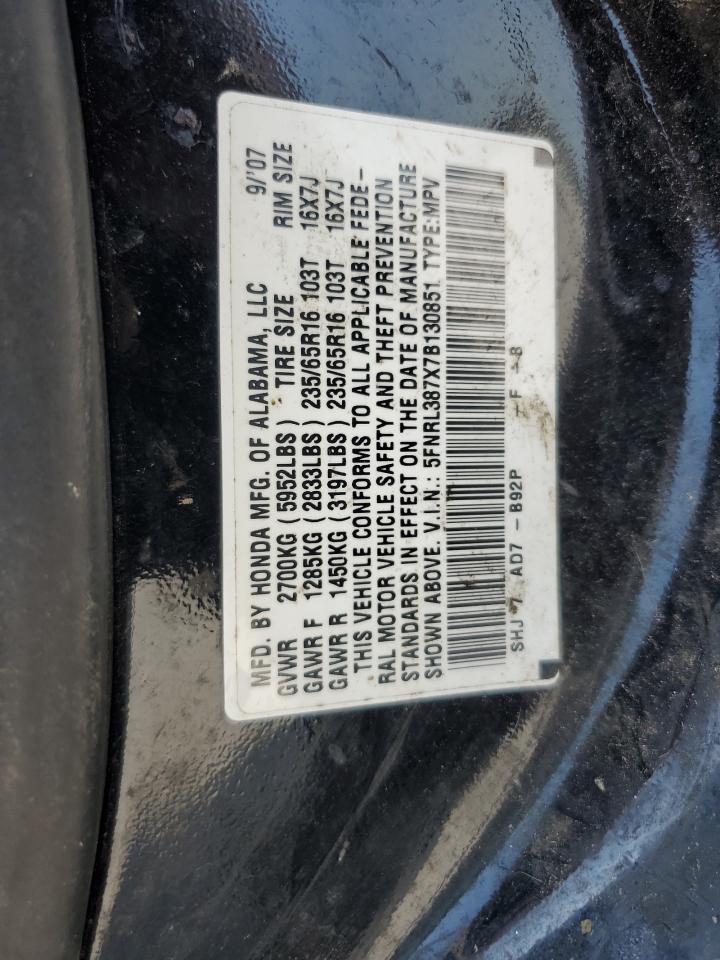 MFD. BY HONDA MFG. OF ALABAMA, LLC 9/'07
GVWR 2700KG (5952LBS) TIRE SIZE RIM SIZE
GAWR F 1285KG (2833LBS) 235/65R16 103T 16X7J
GAWR R 1450KG (3197LBS) 235/65R16 103T 16X7J
THIS VEHICLE CONFORMS TO ALL APPLICABLE FEDE-
RAL MOTOR VEHICLE SAFETY AND THEFT PREVENTION
STANDARDS IN EFFECT ON THE DATE OF MANUFACTURE
SHOWN ABOVE. V.I.N.: 5FNRL387X7B130851 TYPE:MPV
SHJ 7 AD7 - B92P - F - B